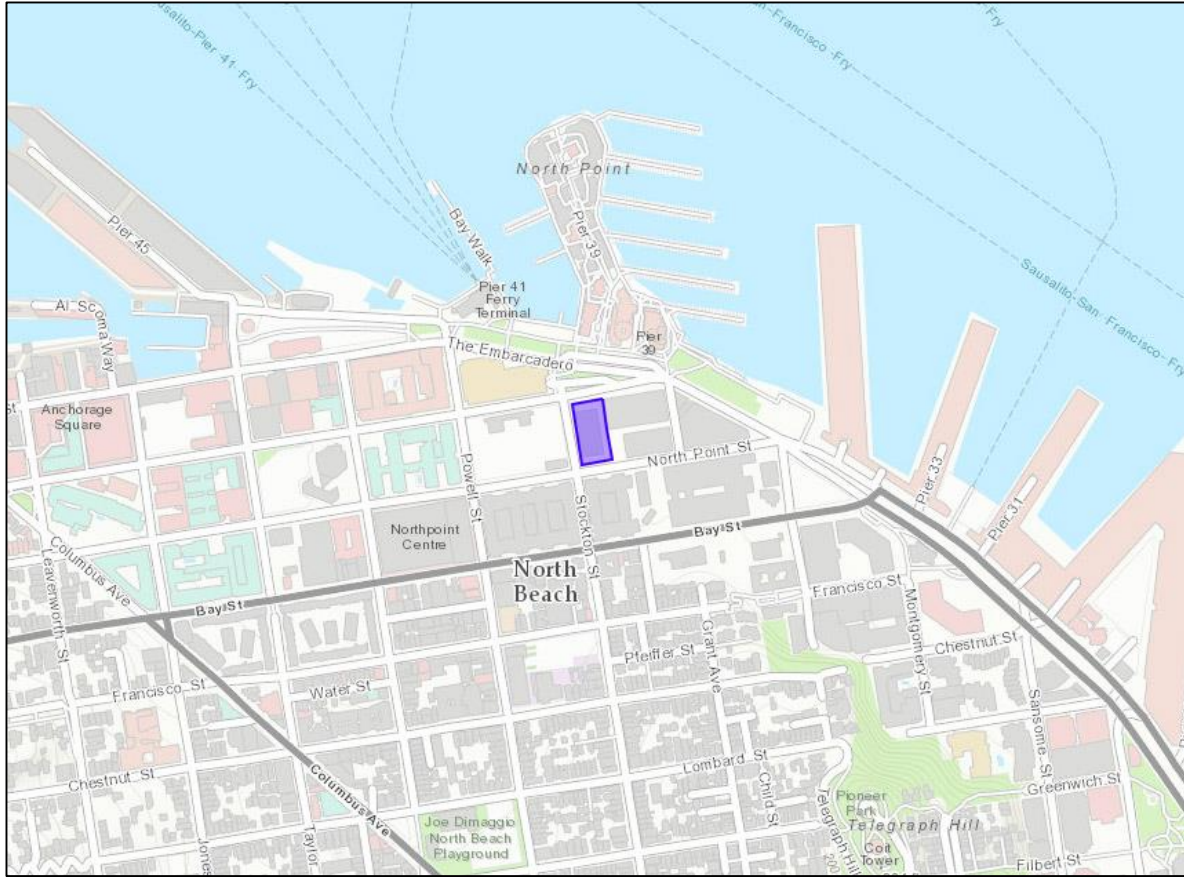 Sausalito-Pier 41-Fry
San-Francisco-Fry
-Fry
North Point
Pier 39
Bay Walk
Pier 45
Pier 41
Ferry
Terminal
Pier
39
Al Scoma Way
The Embarcadero
Sausalito-San Francisco-Fry
Anchorage
Square
St
Powell St
North Point St
Pier 33
Pier 31
Stockton St
Northpoint
Centre
Bay St
North
Beach
Columbus Ave
Leavenworth St
Bay St
Francisco St
Montgomery St
Chestnut St
Grant Ave
Pfeiffer St
Francisco St
Water St
Sansome St
Lombard St
Chestnut St
Columbus Ave
Child St
Greenwich St
Telegraph Hill
Pioneer
Park
Telegraph Hill
Coit
Tower
Joe Dimaggio
North Beach
Playground
Jones
Taylor
200
Filbert St